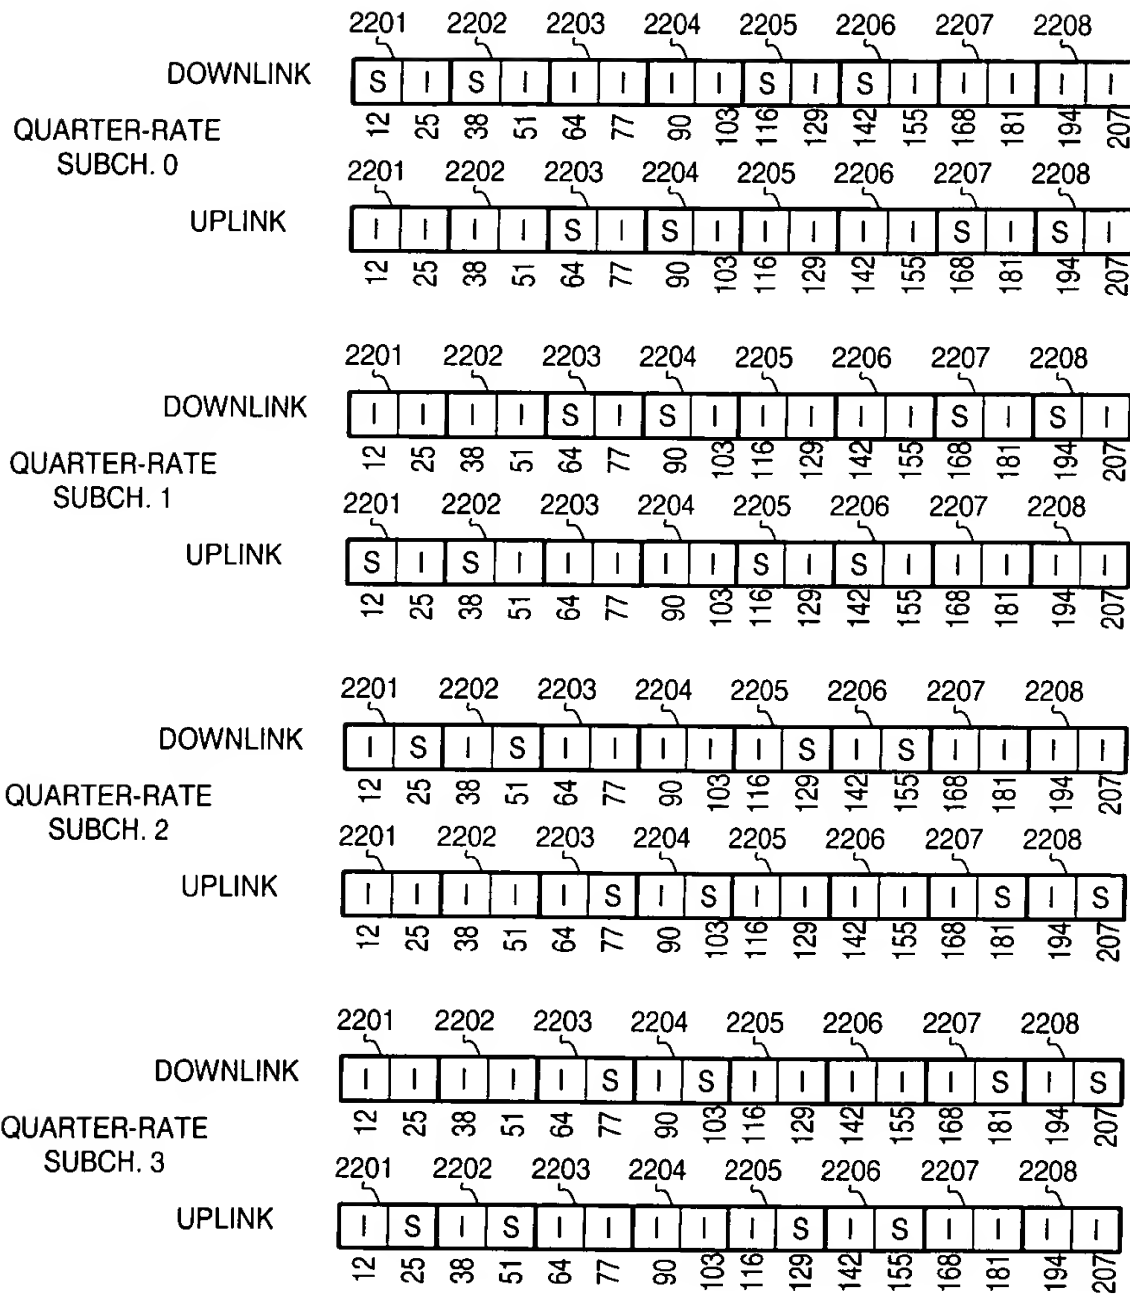 2201 2202 2203 2204 2205 2206 2207 2208
DOWNLINK S I S I I I I I S I S I I I I I
12 25 38 51 64 77 90 103 116 129 142 155 168 181 194 207
QUARTER-RATE
SUBCH. 0
2201 2202 2203 2204 2205 2206 2207 2208
UPLINK I I I I S I S I I I I I S I S I
12 25 38 51 64 77 90 103 116 129 142 155 168 181 194 207
2201 2202 2203 2204 2205 2206 2207 2208
DOWNLINK I I I I S I S I I I I I S I S I
12 25 38 51 64 77 90 103 116 129 142 155 168 181 194 207
QUARTER-RATE
SUBCH. 1
2201 2202 2203 2204 2205 2206 2207 2208
UPLINK S I S I I I I I S I S I I I I I
12 25 38 51 64 77 90 103 116 129 142 155 168 181 194 207
2201 2202 2203 2204 2205 2206 2207 2208
DOWNLINK I S I S I I I I I S I S I I I I
12 25 38 51 64 77 90 103 116 129 142 155 168 181 194 207
QUARTER-RATE
SUBCH. 2
2201 2202 2203 2204 2205 2206 2207 2208
UPLINK I I I I I S I S I I I I I S I S
12 25 38 51 64 77 90 103 116 129 142 155 168 181 194 207
2201 2202 2203 2204 2205 2206 2207 2208
DOWNLINK I I I I I S I S I I I I I S I S
12 25 38 51 64 77 90 103 116 129 142 155 168 181 194 207
QUARTER-RATE
SUBCH. 3
2201 2202 2203 2204 2205 2206 2207 2208
UPLINK I S I S I I I I I S I S I I I I
12 25 38 51 64 77 90 103 116 129 142 155 168 181 194 207